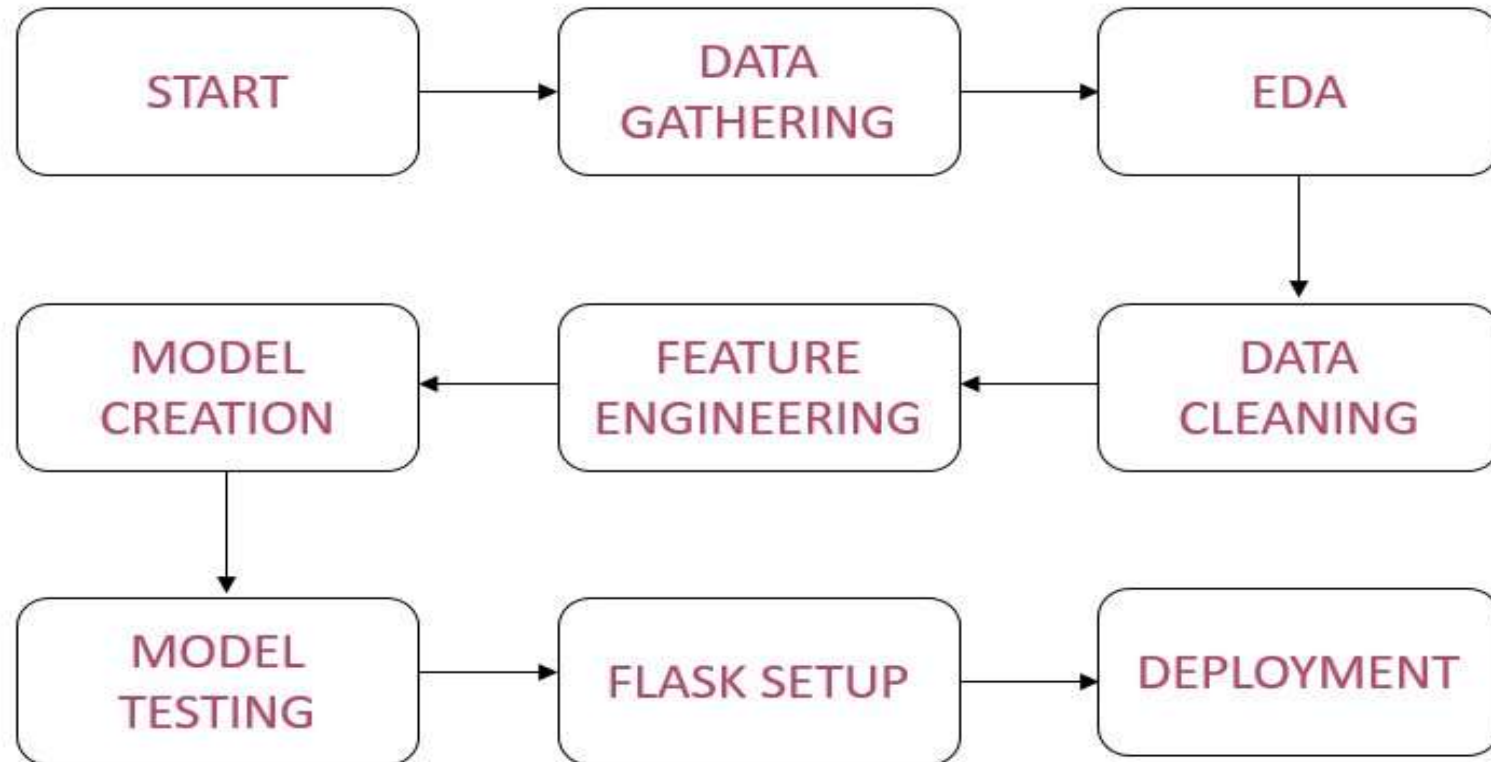 START
DATA
GATHERING
EDA
DATA
CLEANING
FEATURE
ENGINEERING
MODEL
CREATION
MODEL
TESTING
FLASK SETUP
DEPLOYMENT